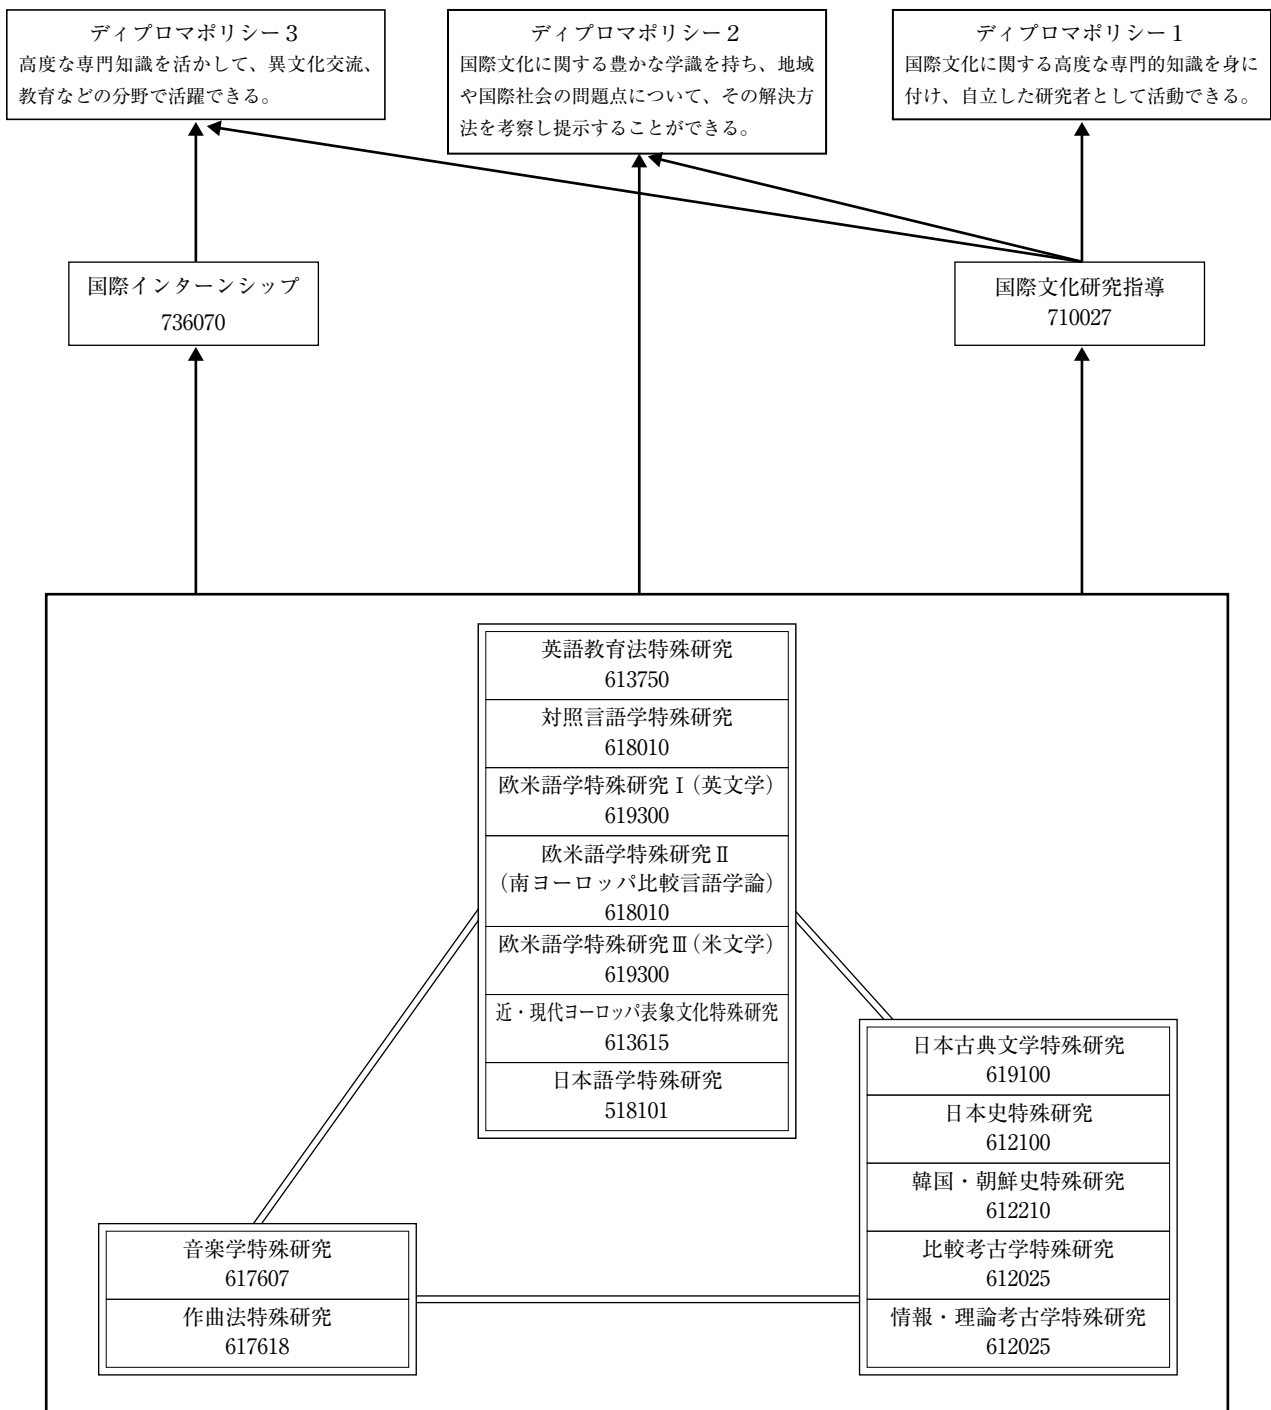 ディプロマポリシー３
高度な専門知識を活かして、異文化交流、
教育などの分野で活躍できる。
ディプロマポリシー２
国際文化に関する豊かな学識を持ち、地域
や国際社会の問題点について、その解決方
法を考察し提示することができる。
ディプロマポリシー１
国際文化に関する高度な専門的知識を身に
付け、自立した研究者として活動できる。
国際インターンシップ
736070
国際文化研究指導
710027
英語教育法特殊研究
613750
対照言語学特殊研究
618010
欧米語学特殊研究Ⅰ（英文学）
619300
欧米語学特殊研究Ⅱ
（南ヨーロッパ比較言語学論）
618010
欧米語学特殊研究Ⅲ（米文学）
619300
近・現代ヨーロッパ表象文化特殊研究
613615
日本語学特殊研究
518101
日本古典文学特殊研究
619100
日本史特殊研究
612100
韓国・朝鮮史特殊研究
612210
比較考古学特殊研究
612025
情報・理論考古学特殊研究
612025
音楽学特殊研究
617607
作曲法特殊研究
617618